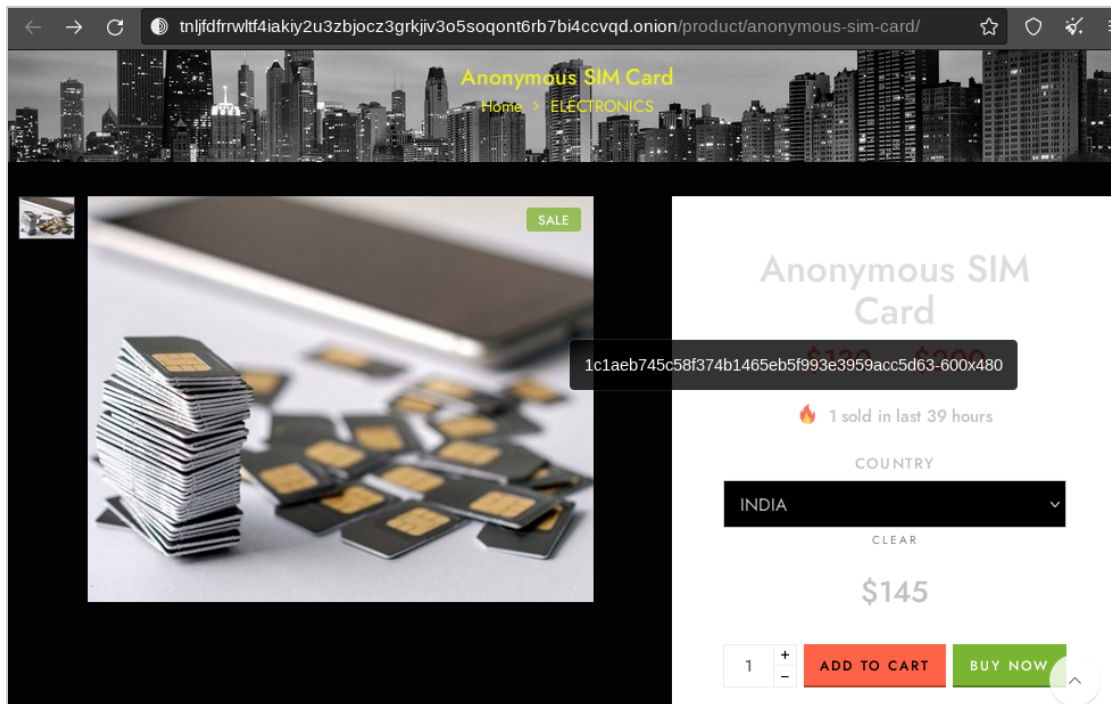 tnljfdfrrwltf4iakiy2u3zbjocz3grkjiv3o5soqont6rb7bi4ccvqd.onion/product/anonymous-sim-card/
Anonymous SIM Card
Home > ELECTRONICS
SALE
Anonymous SIM
Card
1c1aeb745c58f374b1465eb5f993e3959acc5d63-600x480
1 sold in last 39 hours
COUNTRY
INDIA
CLEAR
$145
1 + −
ADD TO CART
BUY NOW